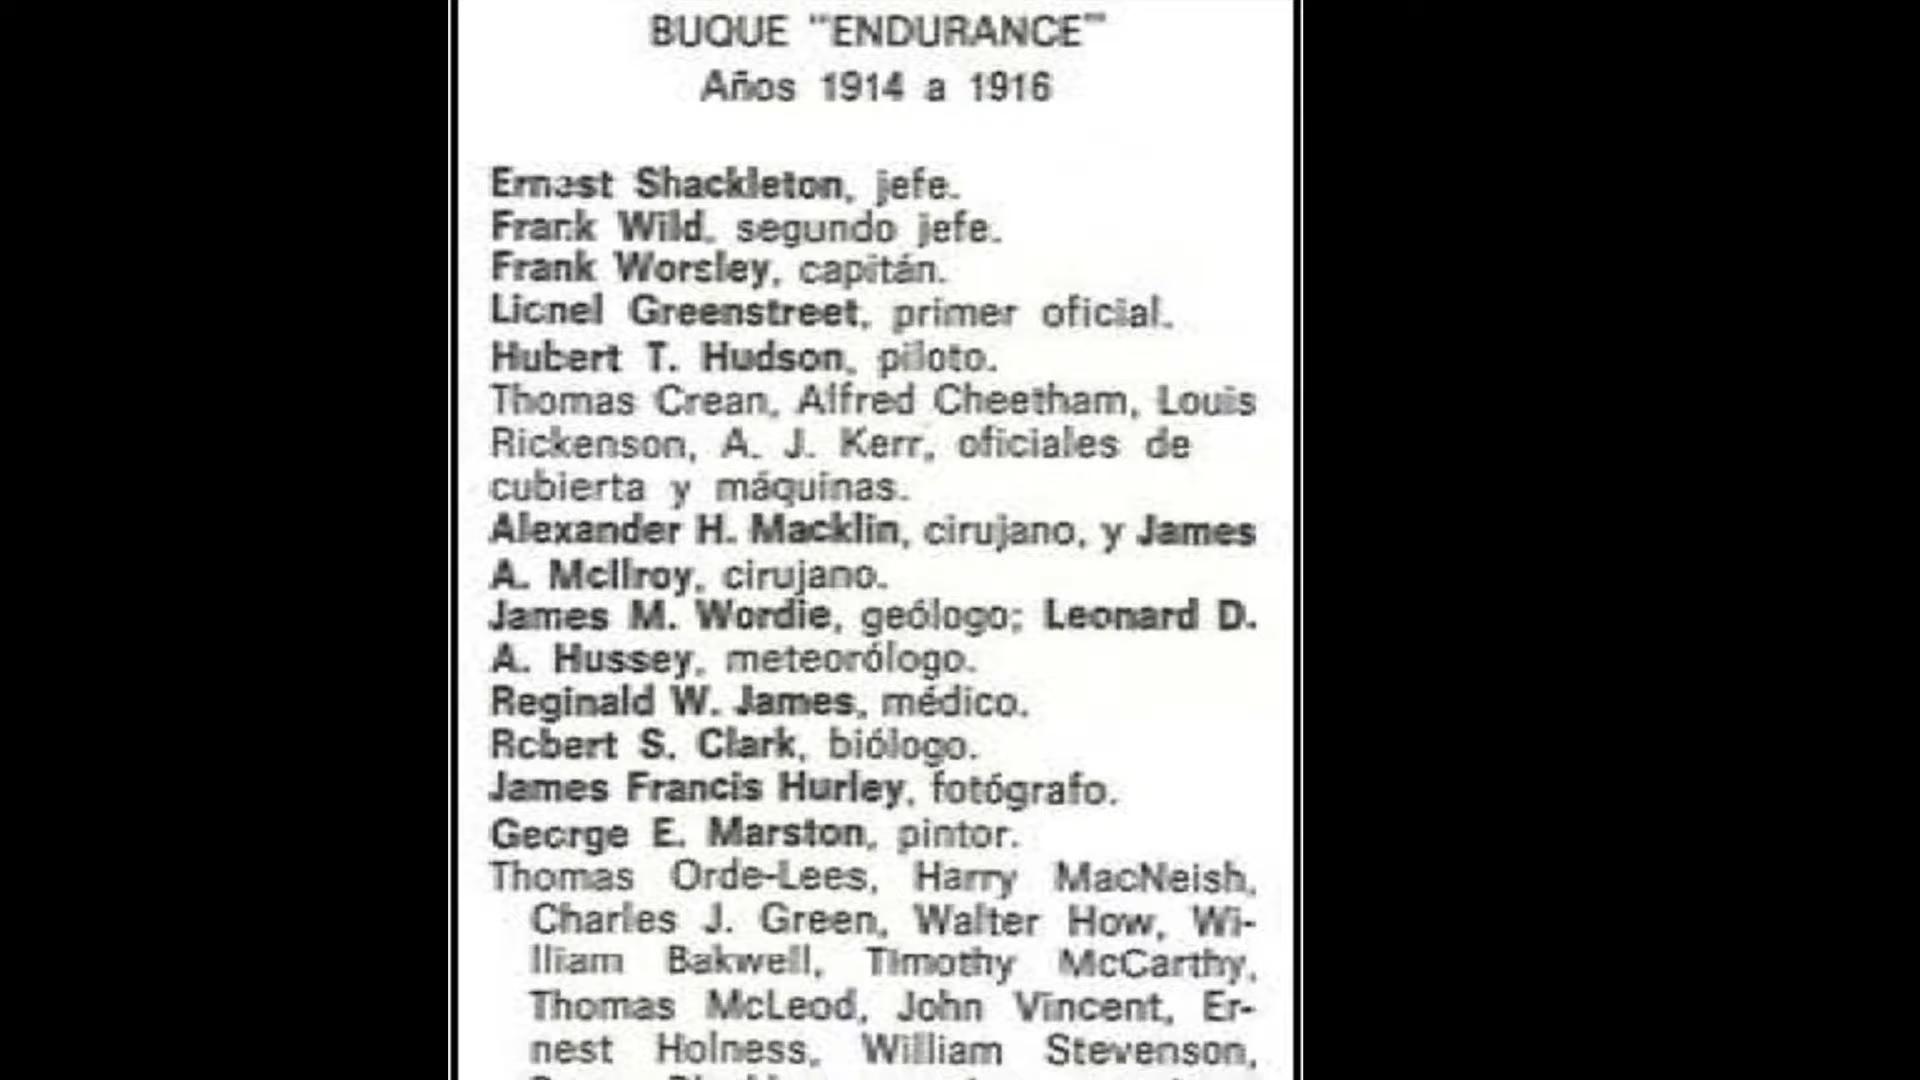 BUQUE "ENDURANCE"
Años 1914 a 1916
Ernest Shackleton, jefe.
Frank Wild, segundo jefe.
Frank Worsley, capitán.
Lionel Greenstreet, primer oficial.
Hubert T. Hudson, piloto.
Thomas Crean, Alfred Cheetham, Louis
Rickenson, A. J. Kerr, oficiales de
cubierta y máquinas.
Alexander H. Macklin, cirujano, y James
A. McIlroy, cirujano.
James M. Wordie, geólogo; Leonard D.
A. Hussey, meteorólogo.
Reginald W. James, médico.
Robert S. Clark, biólogo.
James Francis Hurley, fotógrafo.
George E. Marston, pintor.
Thomas Orde-Lees, Harry MacNeish,
Charles J. Green, Walter How, Wi-
lliam Bakwell, Timothy McCarthy,
Thomas McLeod, John Vincent, Er-
nest Holness, William Stevenson,